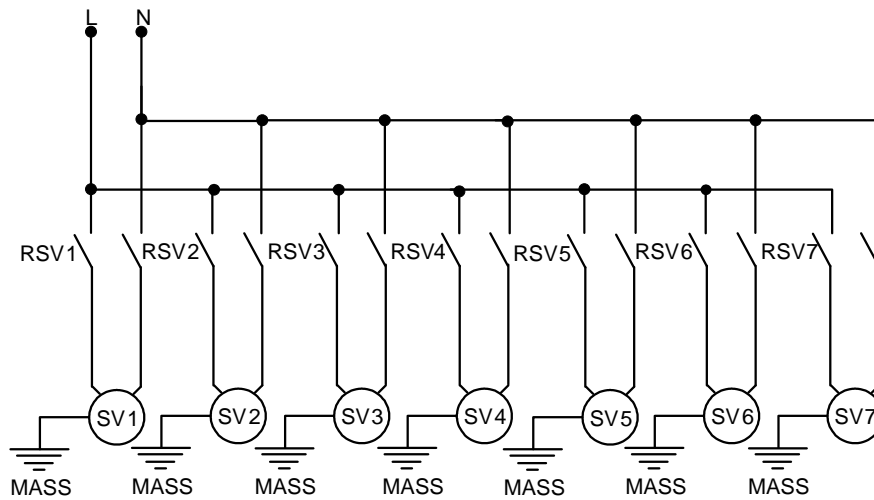 L N
RSV1 RSV2 RSV3 RSV4 RSV5 RSV6 RSV7
SV1 SV2 SV3 SV4 SV5 SV6 SV7
MASS MASS MASS MASS MASS MASS MASS